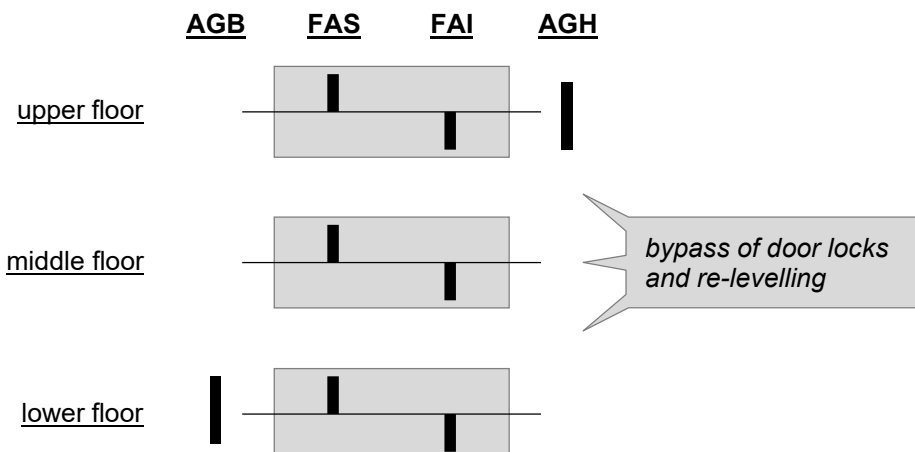 AGB FAS FAI AGH
upper floor
middle floor
bypass of door locks
and re-levelling
lower floor